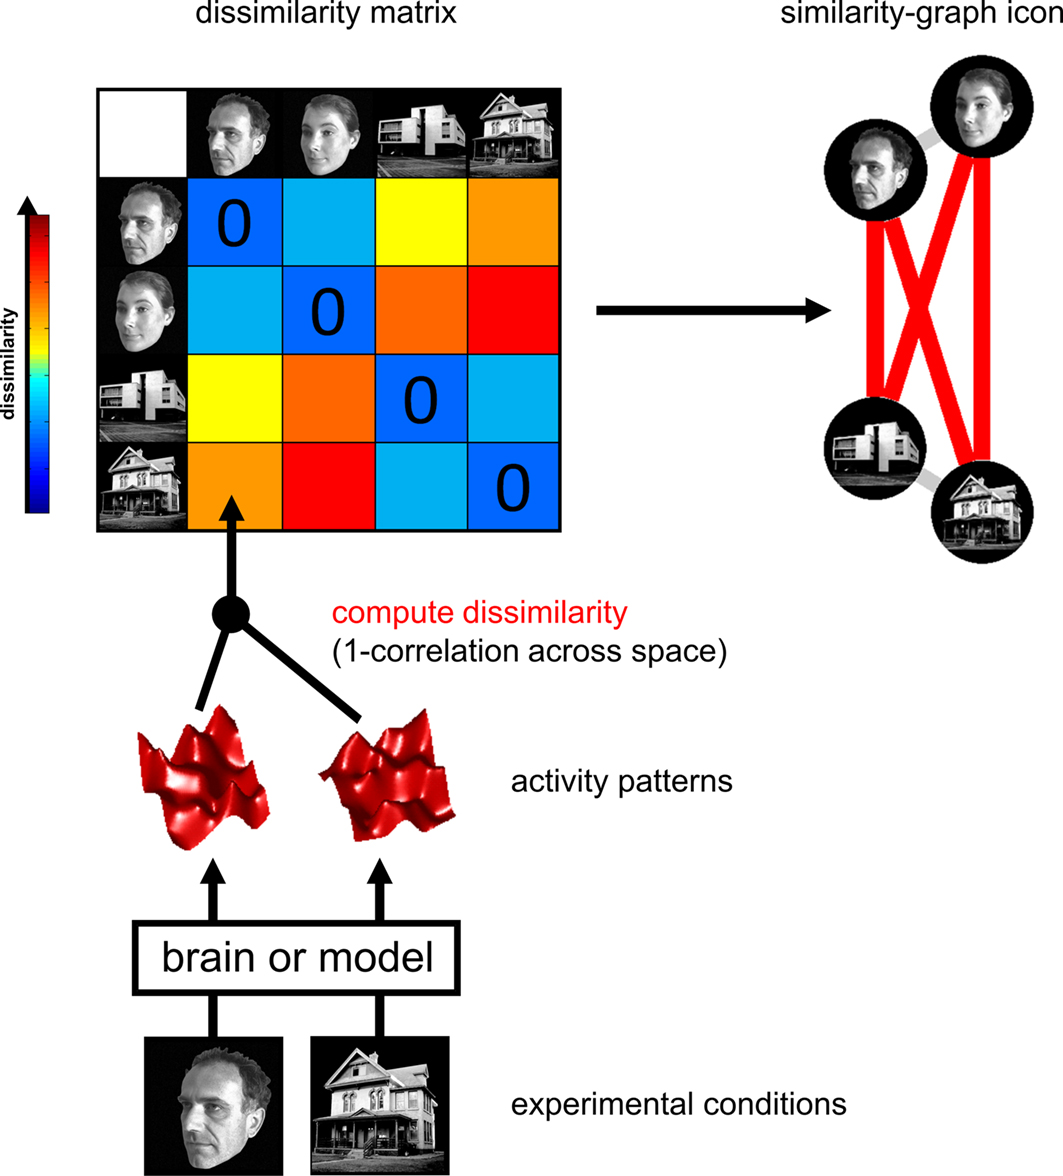 dissimilarity matrix
similarity-graph icon
0
0
0
0
dissimilarity
compute dissimilarity
(1-correlation across space)
activity patterns
brain or model
experimental conditions